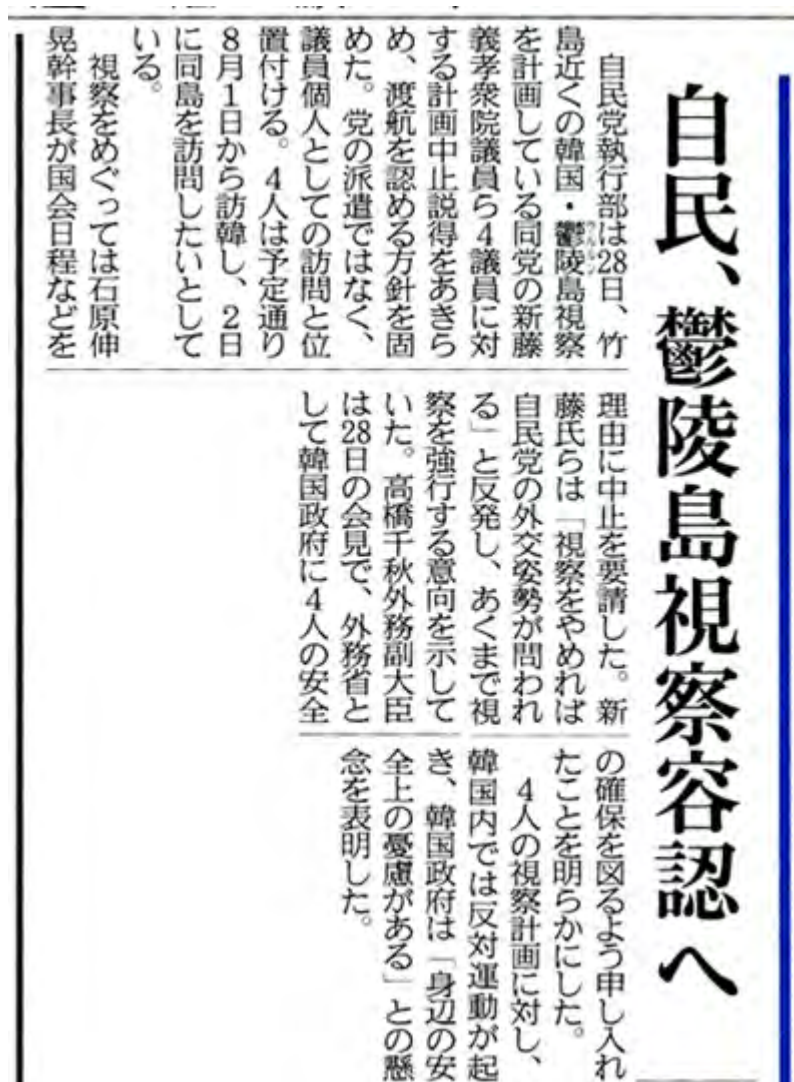 自民、鬱陵島視察容認へ
　自民党執行部は28日、竹
島近くの韓国・鬱陵島視察
ウルルン
を計画している同党の新藤
義孝衆院議員ら4議員に対
する計画中止説得をあきら
め、渡航を認める方針を固
めた。党の派遣ではなく、
議員個人としての訪問と位
置付ける。4人は予定通り
8月1日から訪韓し、2日
に同島を訪問したいとして
いる。
　視察をめぐっては石原伸
晃幹事長が国会日程などを
理由に中止を要請した。新
藤氏らは「視察をやめれば
自民党の外交姿勢が問われ
る」と反発し、あくまで視
察を強行する意向を示して
いた。高橋千秋外務副大臣
は28日の会見で、外務省と
して韓国政府に4人の安全
の確保を図るよう申し入れ
たことを明らかにした。
　4人の視察計画に対し、
韓国内では反対運動が起
き、韓国政府は「身辺の安
全上の憂慮がある」との懸
念を表明した。